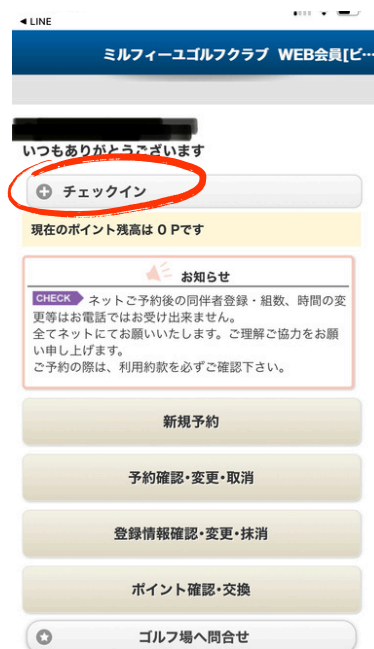 ◀ LINE
ミルフィーユゴルフクラブ WEB会員[ビ…
いつもありがとうございます
チェックイン
現在のポイント残高は 0 Pです
お知らせ
CHECK ネットご予約後の同伴者登録・組数、時間の変
更等はお電話ではお受け出来ません。
全てネットにてお願いいたします。ご理解ご協力をお願
い申し上げます。
ご予約の際は、利用約款を必ずご確認下さい。
新規予約
予約確認・変更・取消
登録情報確認・変更・抹消
ポイント確認・交換
ゴルフ場へ問合せ